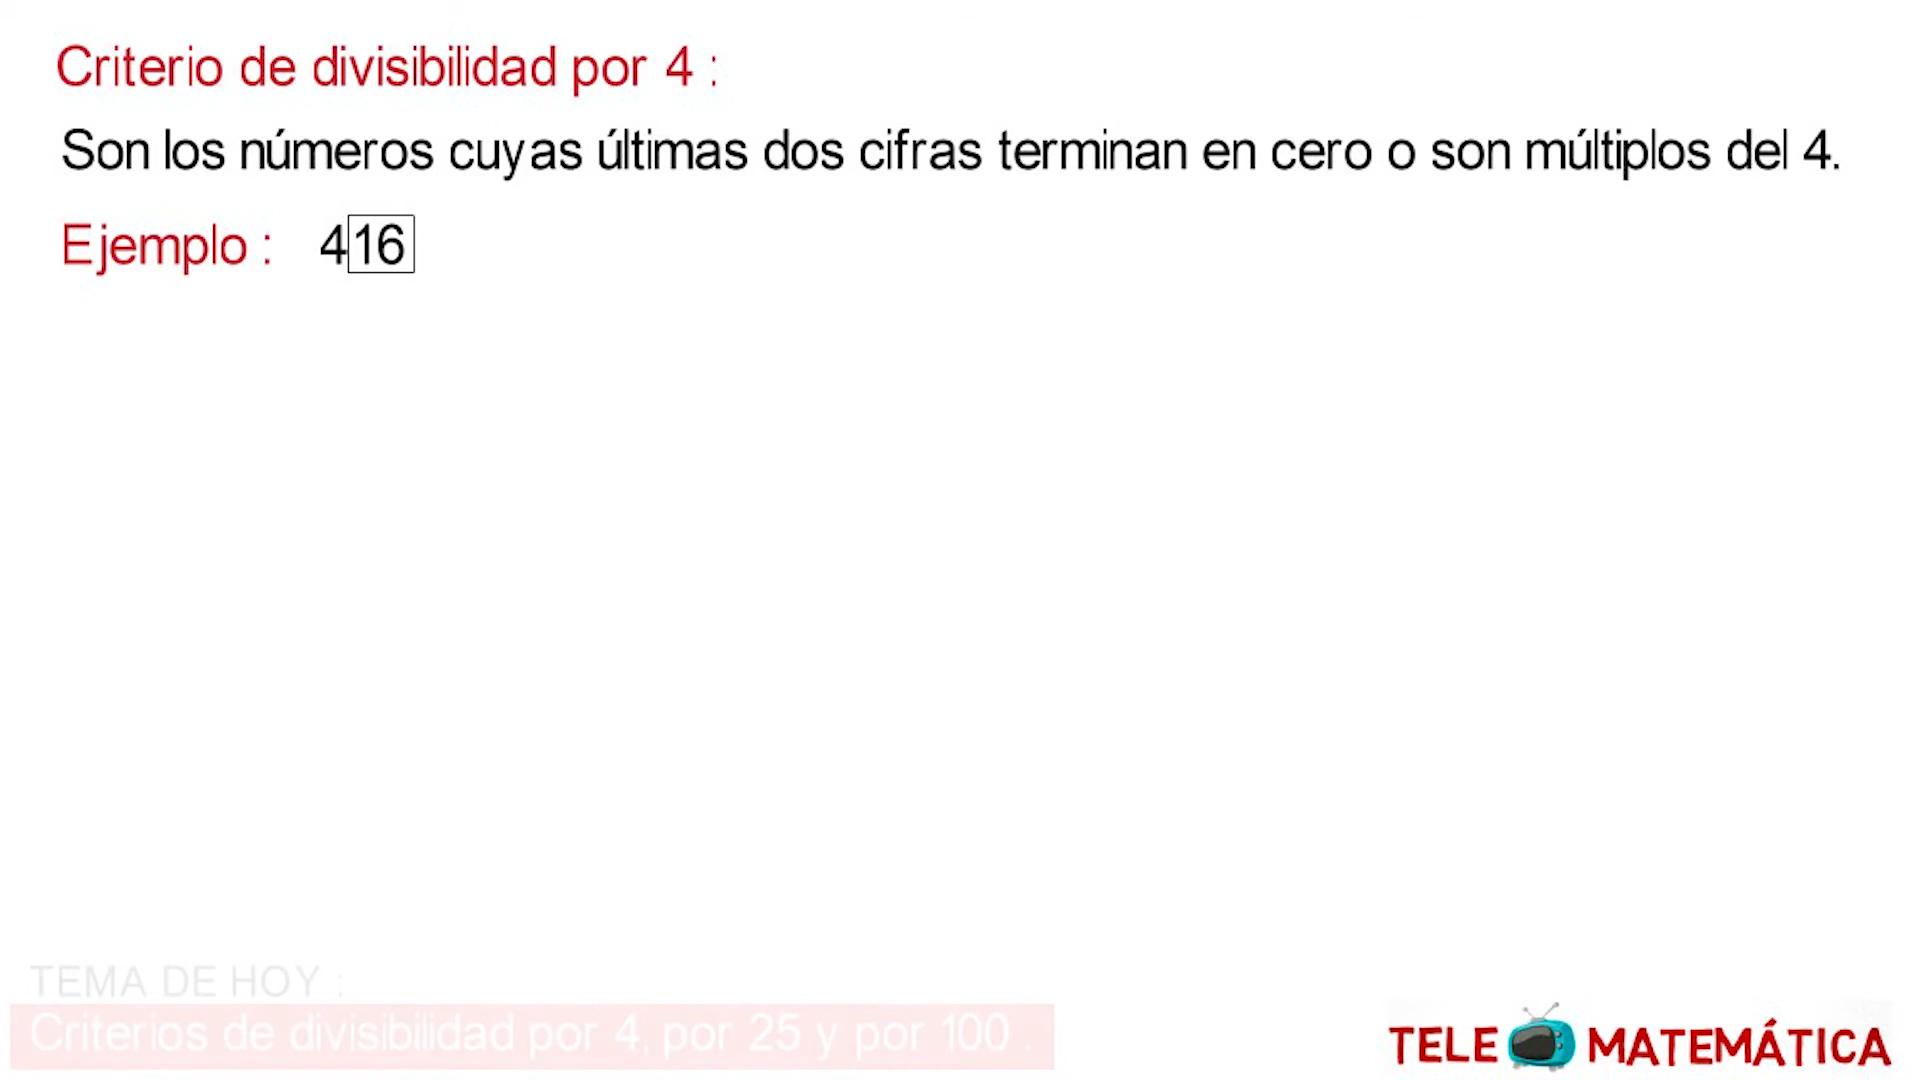 Criterio de divisibilidad por 4 :
Son los números cuyas últimas dos cifras terminan en cero o son múltiplos del 4.
Ejemplo : 416
TEMA DE HOY :
Criterios de divisibilidad por 4, por 25 y por 100 .
TELE MATEMÁTICA